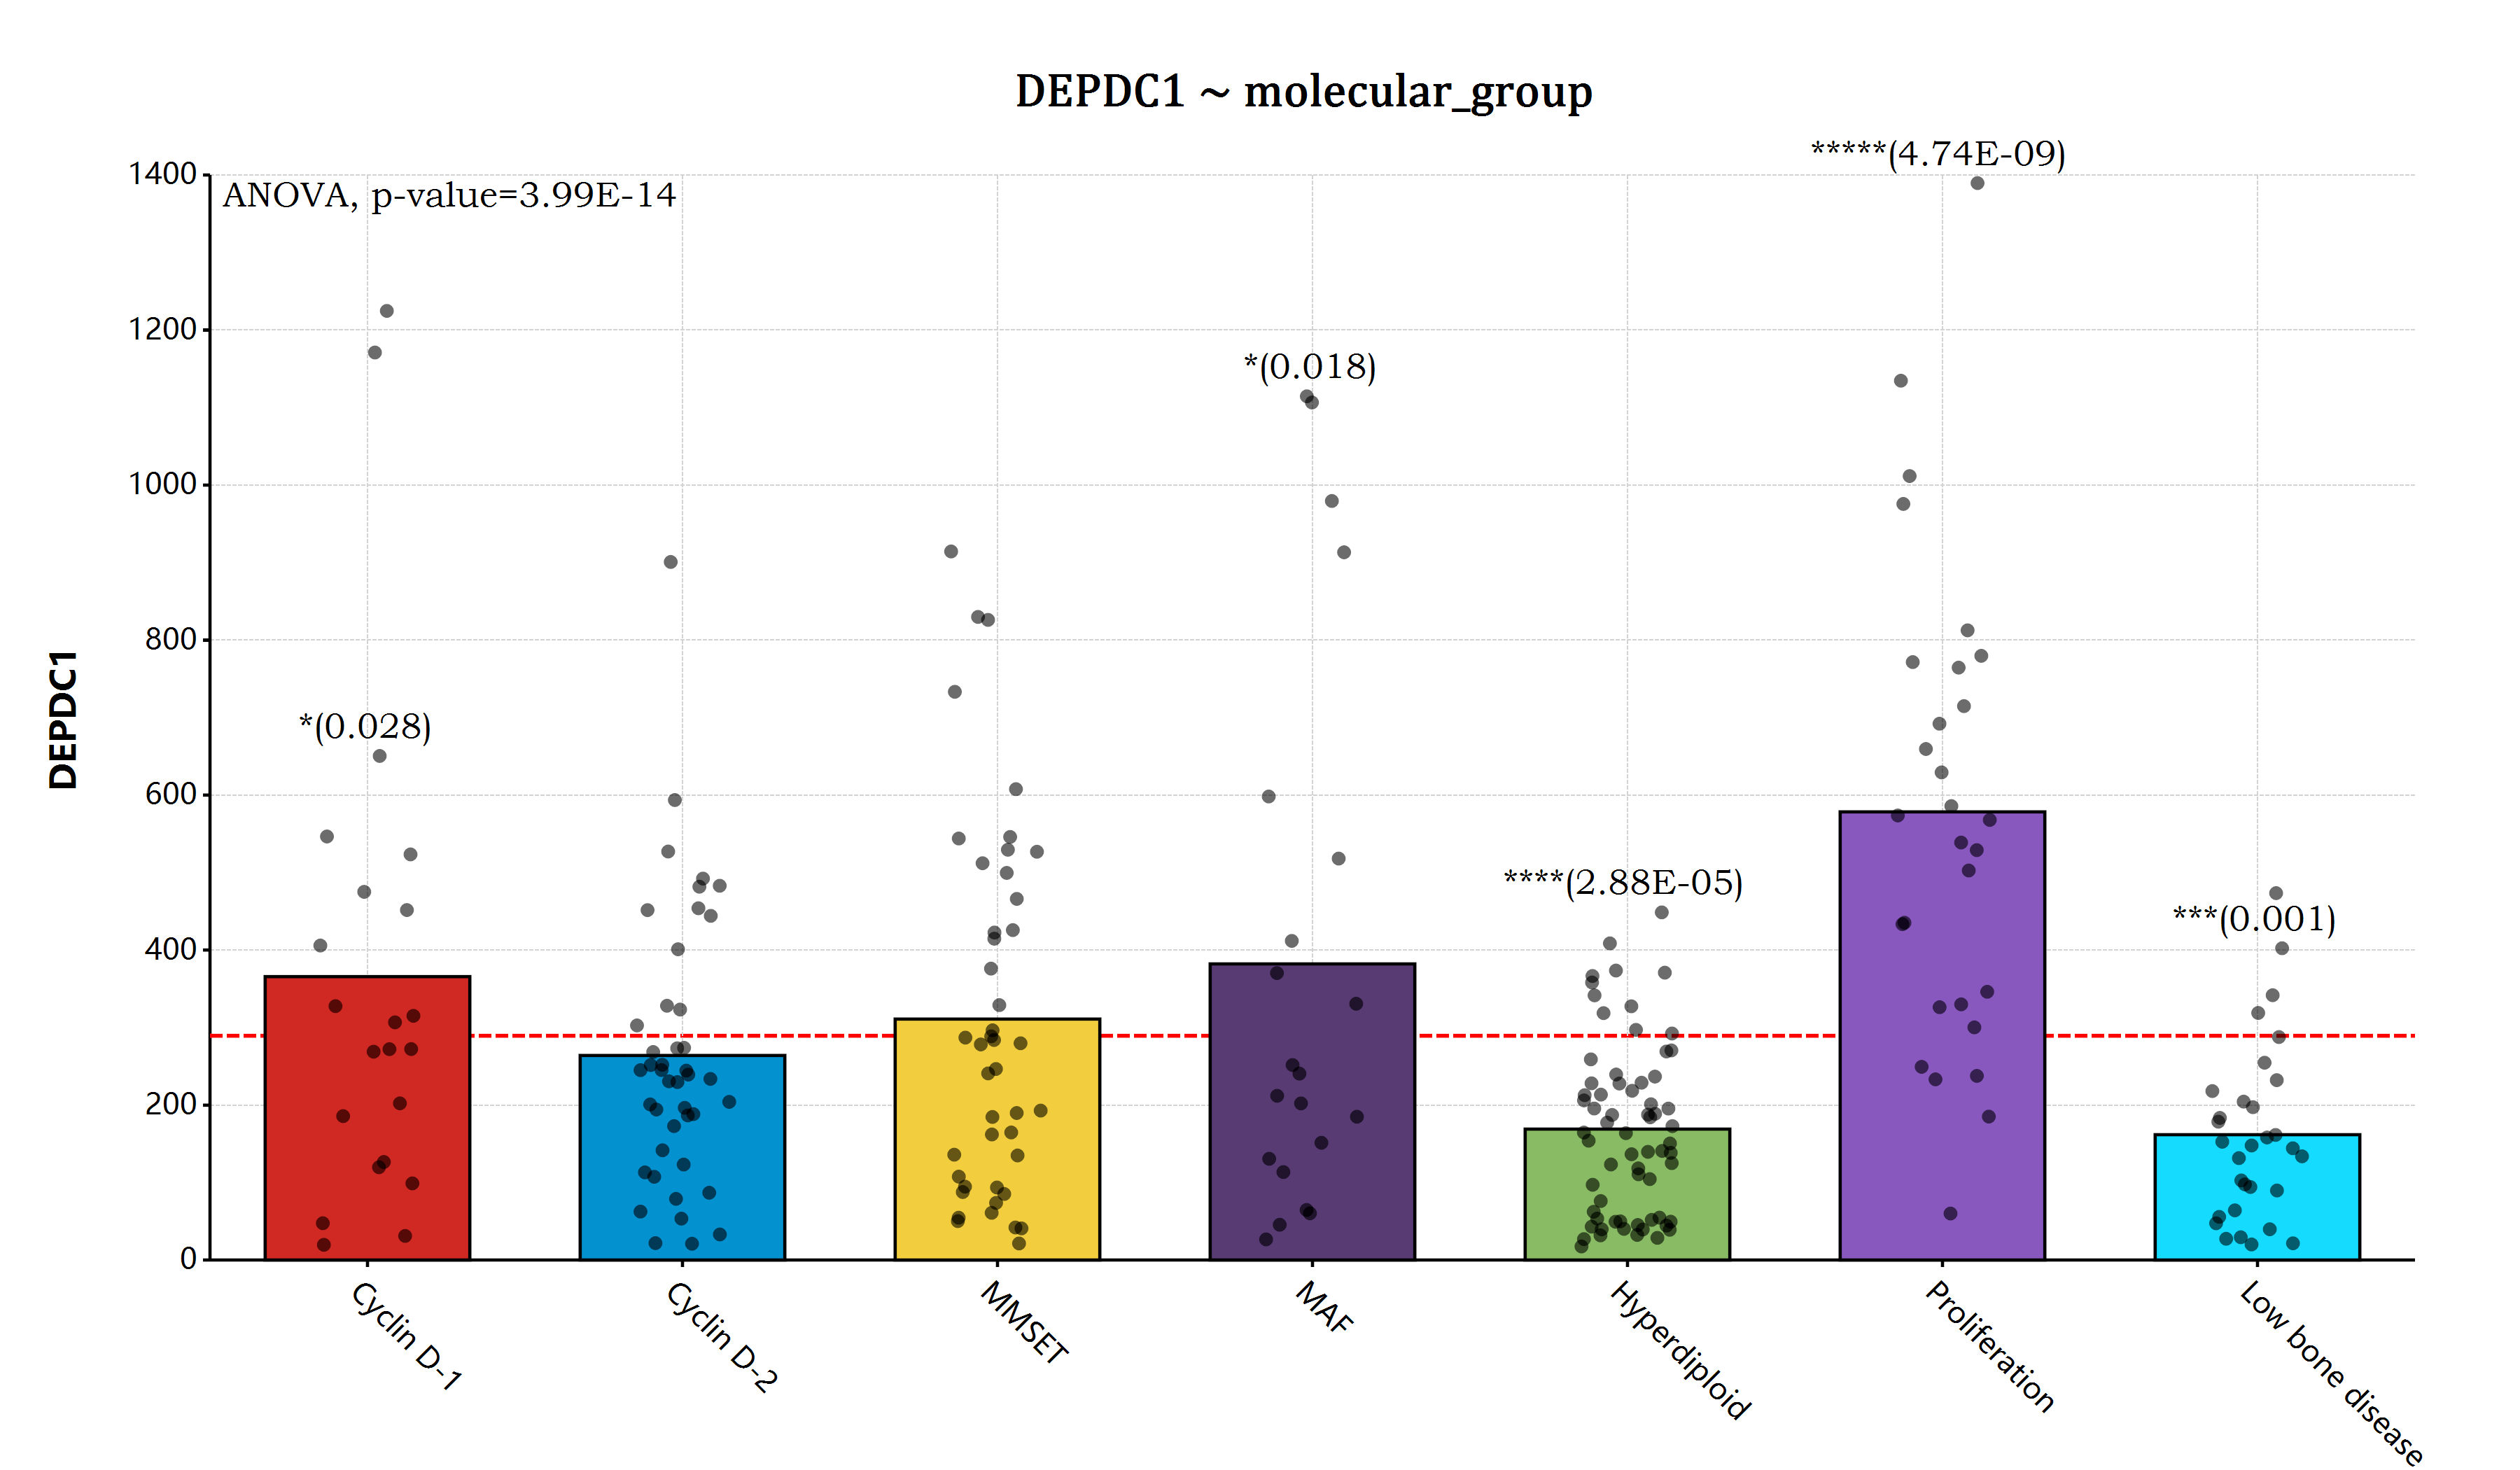 DEPDC1 ~ molecular_group
*****(4.74E-09)
1400
ANOVA, p-value=3.99E-14
1200
*(0.018)
1000
800
*(0.028)
DEPDC1
600
****(2.88E-05)
***(0.001)
400
200
0
Cyclin D-1
Cyclin D-2
MMSET
MAF
Hyperdiploid
Proliferation
Low bone disease